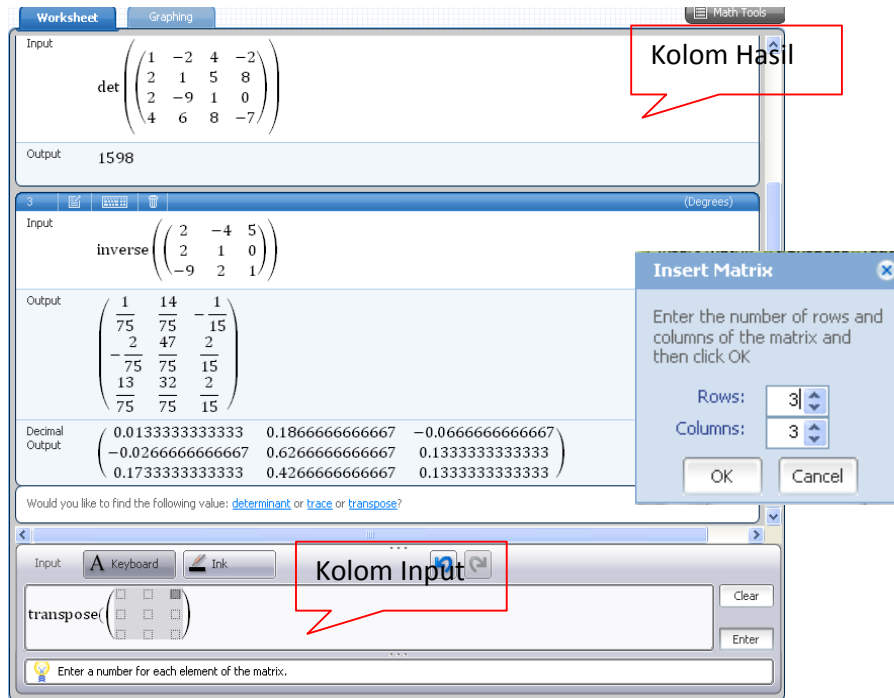 Worksheet Graphing Math Tools
Input
det((1 −2 4 −2
2 1 5 8
2 −9 1 0
4 6 8 −7))
Kolom Hasil
Output 1598
3 (Degrees)
Input
inverse((2 −4 5
2 1 0
−9 2 1))
Output
(1/75 14/75 −1/15
−2/75 47/75 2/15
13/75 32/75 2/15)
Decimal Output
(0.0133333333333 0.1866666666667 −0.0666666666667
−0.0266666666667 0.6266666666667 0.1333333333333
0.1733333333333 0.4266666666667 0.1333333333333)
Would you like to find the following value: determinant or trace or transpose?
Insert Matrix
Enter the number of rows and
columns of the matrix and
then click OK
Rows: 3
Columns: 3
OK Cancel
Input A Keyboard Ink
Kolom Input
transpose((
Clear
Enter
Enter a number for each element of the matrix.